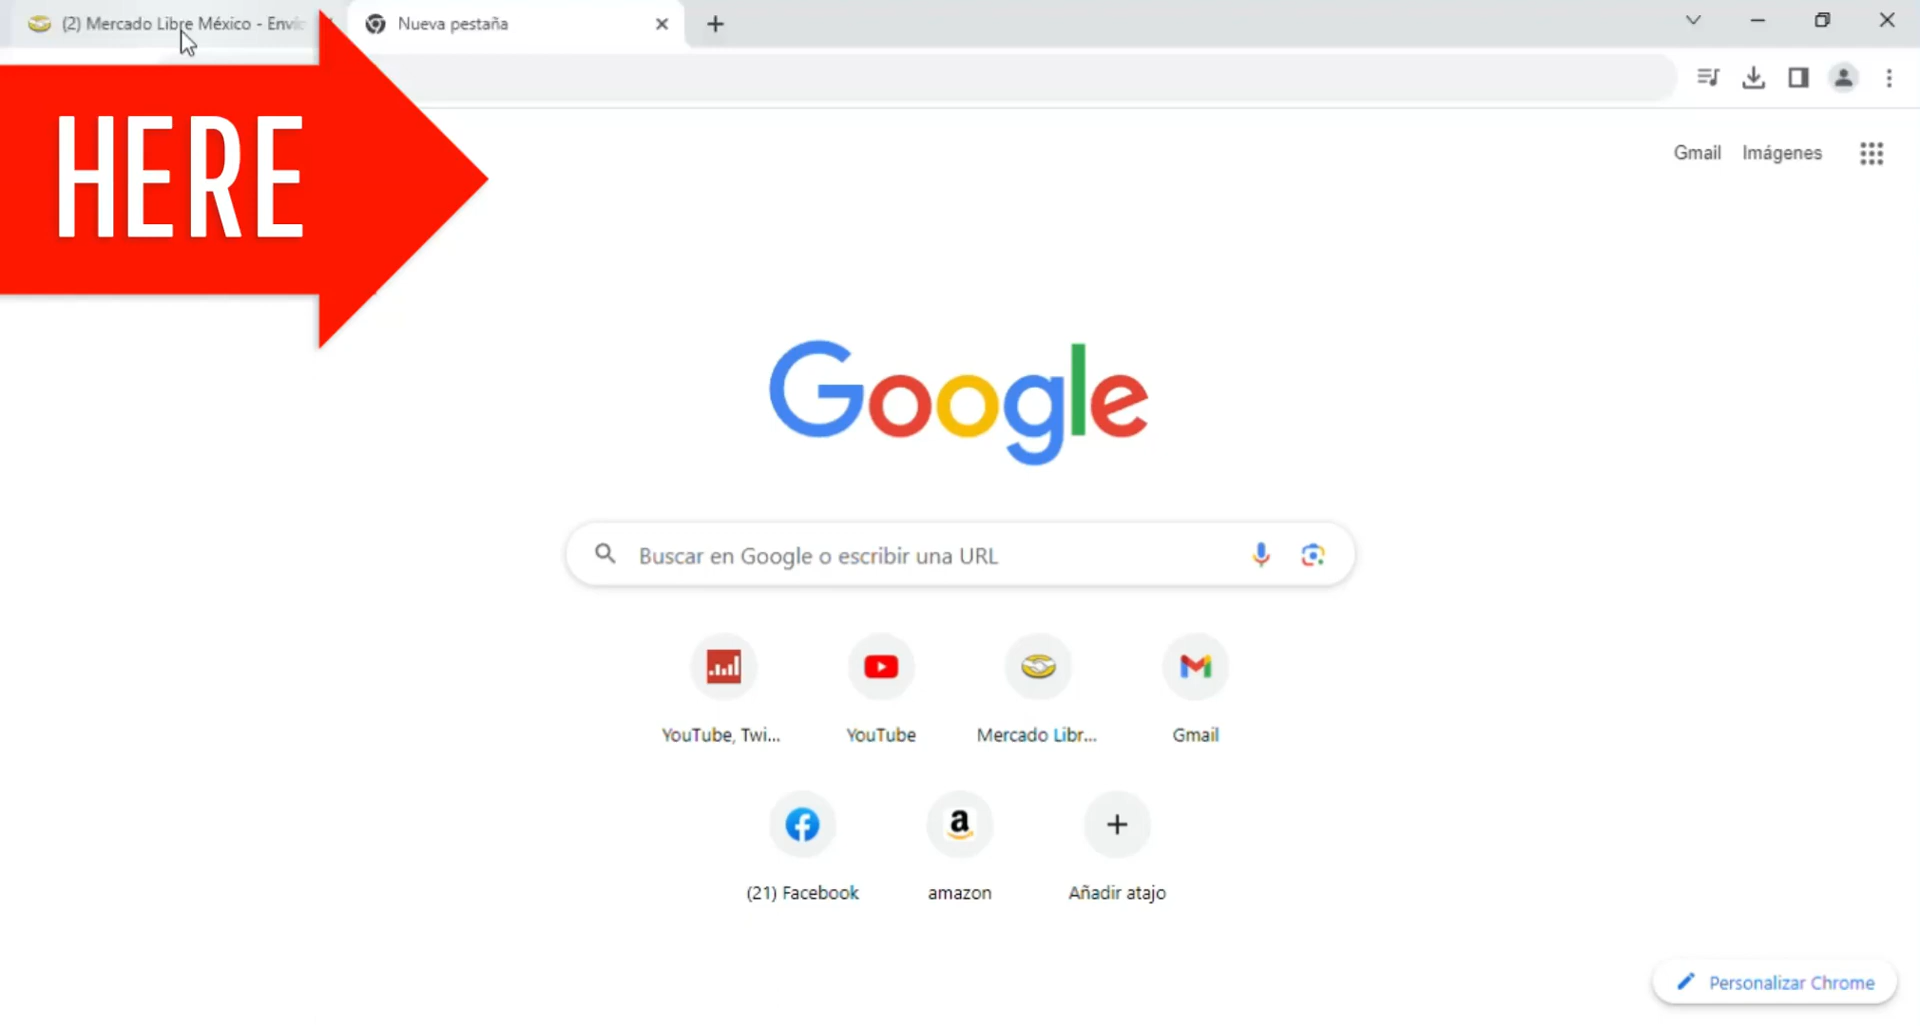 (2) Mercado Libre México - Envíc
Nueva pestaña
HERE
Gmail
Imágenes
Google
Buscar en Google o escribir una URL
YouTube, Twi...
YouTube
Mercado Libr...
Gmail
(21) Facebook
a
amazon
Añadir atajo
Personalizar Chrome